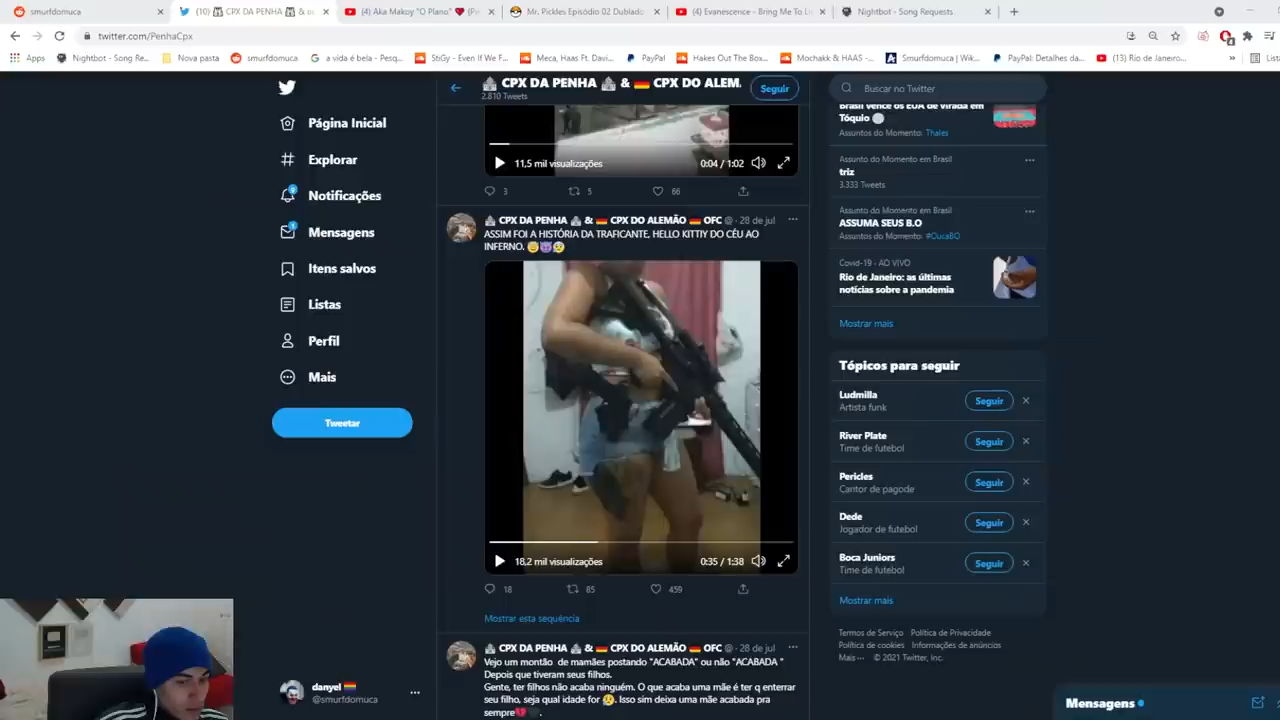 smurfdomuca
(10) CPX DA PENHA & 
(4) Aka Makoy "O Plano"
Mr. Pickles Episódio 02 Dublado
(4) Evanescence - Bring Me To L
Nightbot - Song Requests
twitter.com/PenhaCpx
Apps
Nightbot - Song Re...
Nova pasta
smurfdomuca
a vida é bela - Pesq...
StiGy - Even If We F...
Meca, Haas Ft. Davi...
PayPal
Hakes Out The Box...
Mochakk & HAAS -...
Smurfdomuca | Wik...
PayPal: Detalhes da...
(13) Rio de Janeiro...
Lista
Página Inicial
Explorar
Notificações
Mensagens
Itens salvos
Listas
Perfil
Mais
Tweetar
danyel
@smurfdomuca
CPX DA PENHA & CPX DO ALEM.
2.810 Tweets
Seguir
11,5 mil visualizações
0:04 / 1:02
3
5
66
CPX DA PENHA & CPX DO ALEMÃO OFC @ · 28 de jul
ASSIM FOI A HISTÓRIA DA TRAFICANTE, HELLO KITTIY DO CÉU AO
INFERNO.
18,2 mil visualizações
0:35 / 1:38
18
85
459
Mostrar esta sequência
CPX DA PENHA & CPX DO ALEMÃO OFC @ · 28 de jul
Vejo um montão de mamães postando "ACABADA" ou não "ACABADA "
Depois que tiveram seus filhos.
Gente, ter filhos não acaba ninguém. O que acaba uma mãe é ter q enterrar
seu filho, seja qual idade for . Isso sim deixa uma mãe acabada pra
sempre .
Buscar no Twitter
Brasil vence os EUA de virada em
Tóquio
Assuntos do Momento: Thales
Assunto do Momento em Brasil
triz
3.333 Tweets
Assunto do Momento em Brasil
ASSUMA SEUS B.O
Assuntos do Momento: #DucaBO
Covid-19 · AO VIVO
Rio de Janeiro: as últimas
notícias sobre a pandemia
Mostrar mais
Tópicos para seguir
Ludmilla
Artista funk
Seguir
River Plate
Time de futebol
Seguir
Pericles
Cantor de pagode
Seguir
Dede
Jogador de futebol
Seguir
Boca Juniors
Time de futebol
Seguir
Mostrar mais
Termos de Serviço Política de Privacidade
Política de cookies Informações de anúncios
Mais ··· © 2021 Twitter, Inc.
Mensagens